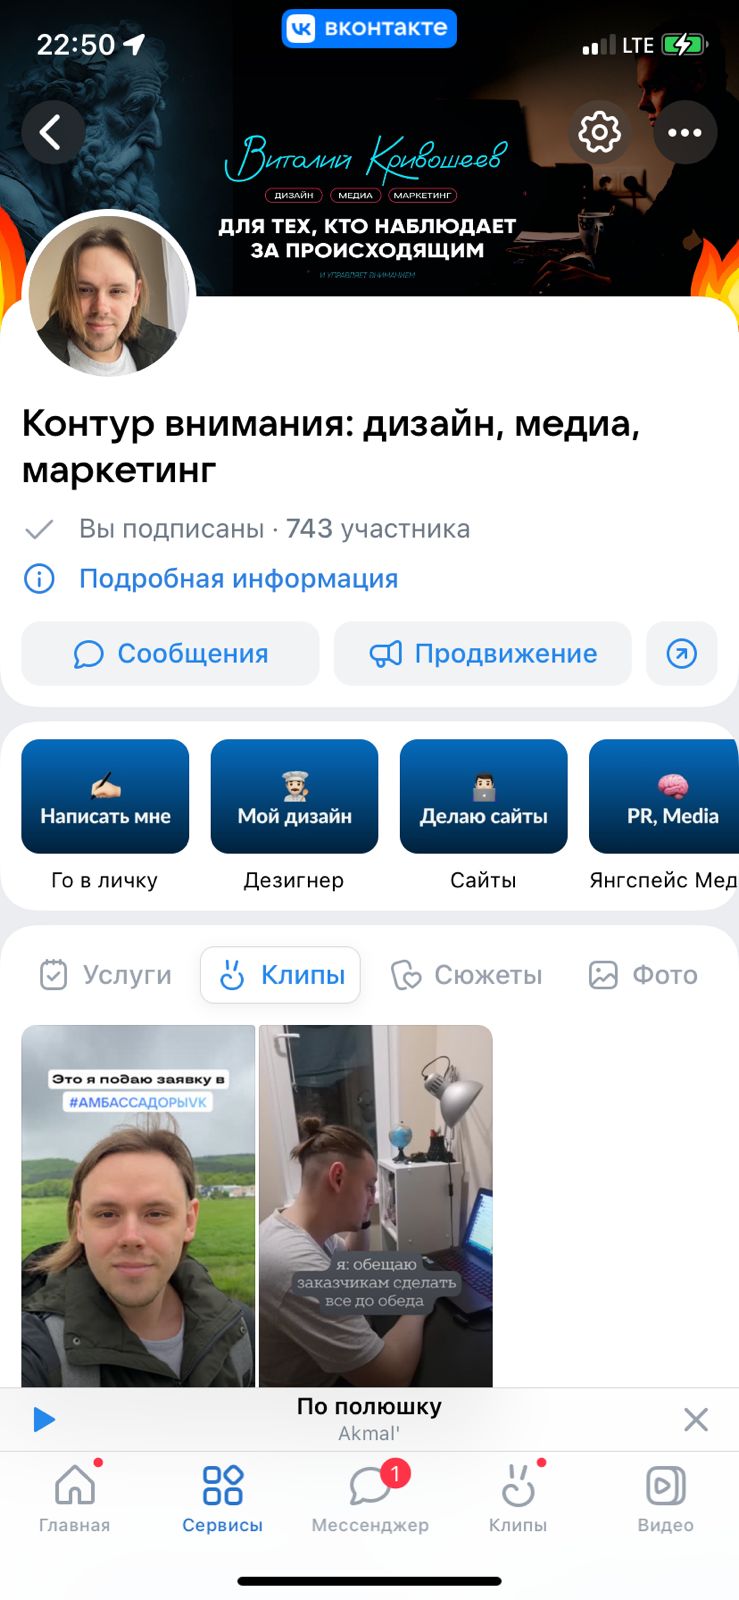 22:50
вконтакте
LTE
Виталий Кривошеев
ДИЗАЙН МЕДИА МАРКЕТИНГ
ДЛЯ ТЕХ, КТО НАБЛЮДАЕТ
ЗА ПРОИСХОДЯЩИМ
И УПРАВЛЯЕТ ВНИМАНИЕМ
Контур внимания: дизайн, медиа,
маркетинг
Вы подписаны · 743 участника
Подробная информация
Сообщения Продвижение
Написать мне Мой дизайн Делаю сайты PR, Media
Го в личку Дезигнер Сайты Янгспейс Мед
Услуги Клипы Сюжеты Фото
Это я подаю заявку в
#АМБАССАДОРЫVK
я: обещаю
заказчикам сделать
все до обеда
По полюшку
Akmal'
1
Главная Сервисы Мессенджер Клипы Видео